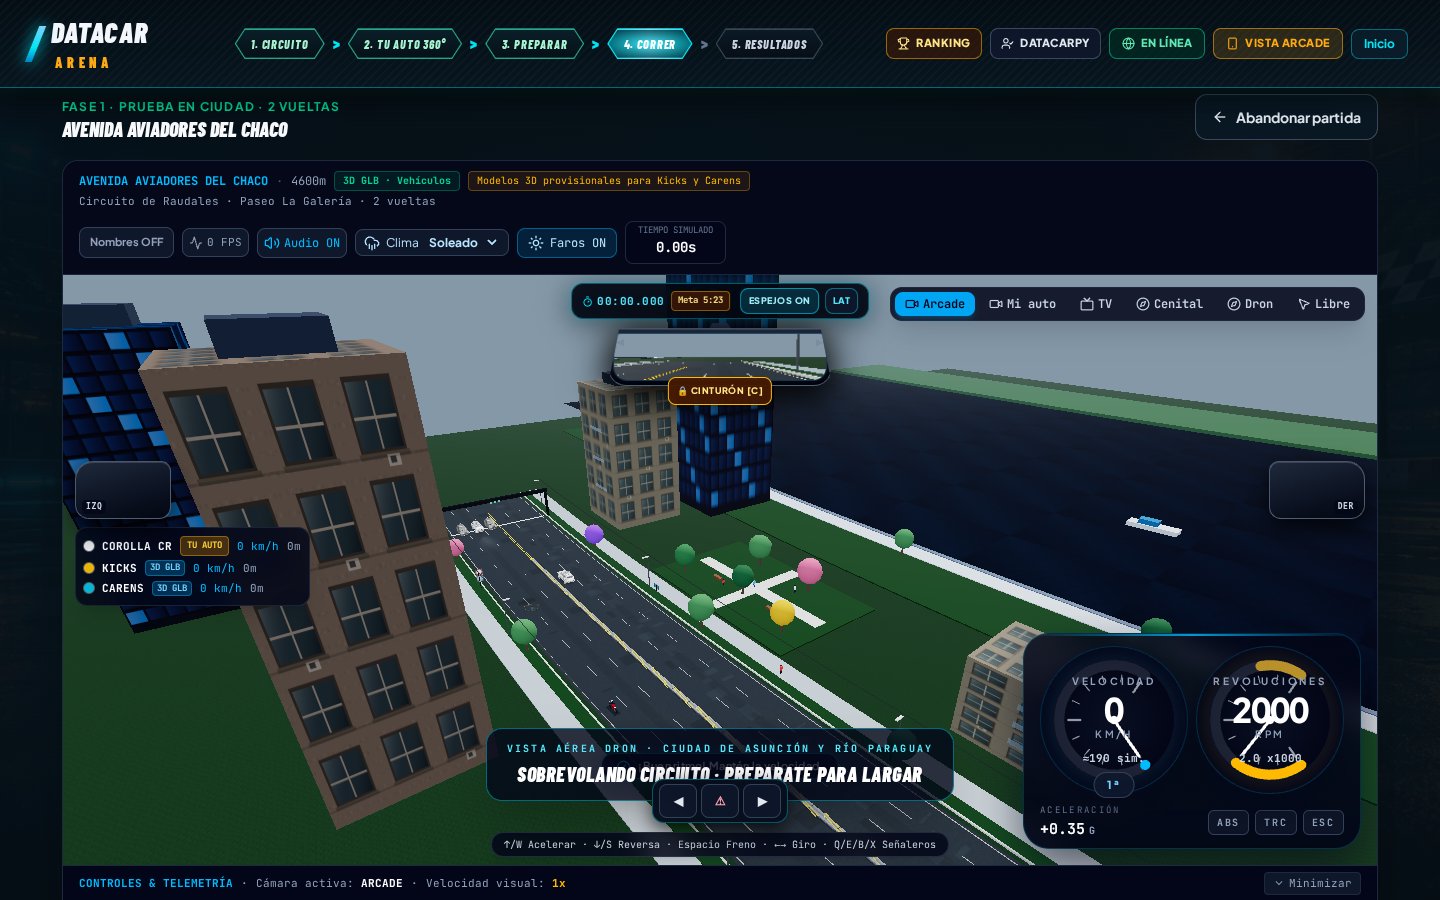 DATACAR
ARENA
1. CIRCUITO > 2. TU AUTO 360° > 3. PREPARAR > 4. CORRER > 5. RESULTADOS
RANKING
DATACARPY
EN LÍNEA
VISTA ARCADE
Inicio
FASE 1 · PRUEBA EN CIUDAD · 2 VUELTAS
AVENIDA AVIADORES DEL CHACO
← Abandonar partida
AVENIDA AVIADORES DEL CHACO · 4600m 3D GLB · Vehículos Modelos 3D provisionales para Kicks y Carens
Circuito de Raudales · Paseo La Galería · 2 vueltas
Nombres OFF
0 FPS
Audio ON
Clima Soleado
Faros ON
TIEMPO SIMULADO
0.00s
00:00.000 Meta 5:23 ESPEJOS ON LAT
Arcade Mi auto TV Cenital Dron Libre
CINTURÓN [C]
IZQ
DER
COROLLA CR TU AUTO 0 km/h 0m
KICKS 3D GLB 0 km/h 0m
CARENS 3D GLB 0 km/h 0m
VISTA AÉREA DRON · CIUDAD DE ASUNCIÓN Y RÍO PARAGUAY
SOBREVOLANDO CIRCUITO · PREPARATE PARA LARGAR
↑/W Acelerar · ↓/S Reversa · Espacio Freno · ←→ Giro · Q/E/B/X Señaleros
VELOCIDAD
0
KM/H
≈190 sim.
1ª
REVOLUCIONES
2000
RPM
2.0 x1000
ACELERACIÓN
+0.35 G
ABS TRC ESC
CONTROLES & TELEMETRÍA · Cámara activa: ARCADE · Velocidad visual: 1x
Minimizar